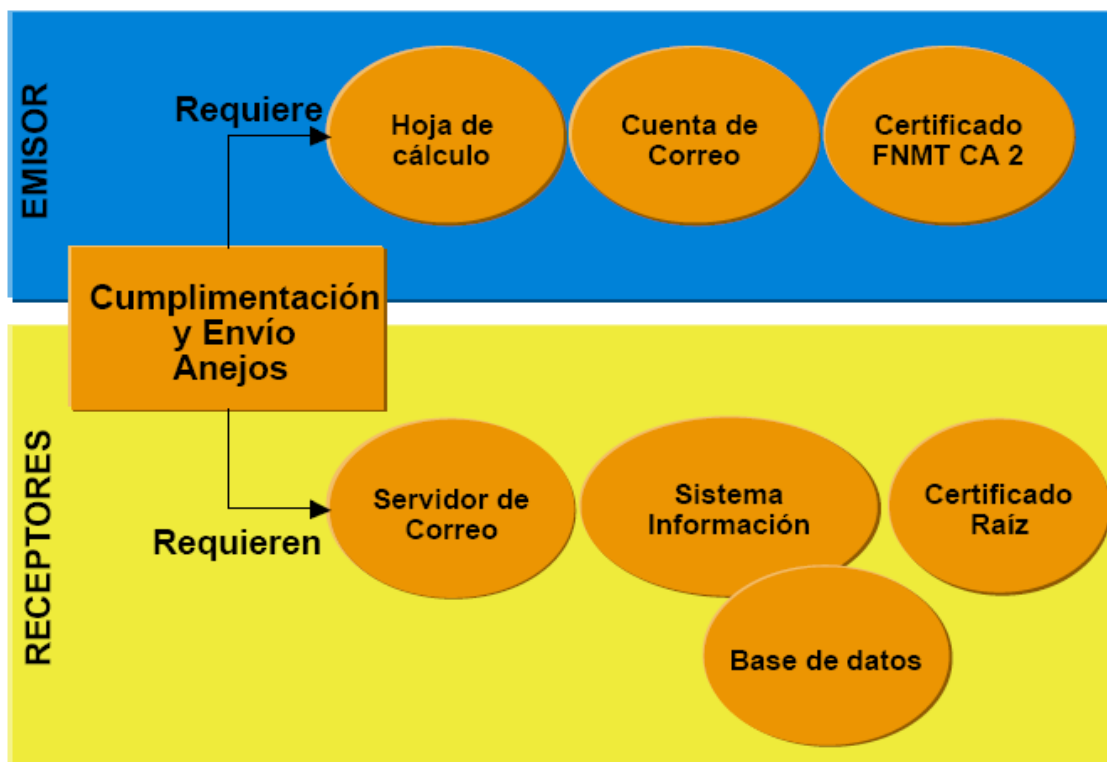 EMISOR
Requiere
Hoja de
cálculo
Cuenta de
Correo
Certificado
FNMT CA 2
Cumplimentación
y Envío
Anejos
RECEPTORES
Requieren
Servidor de
Correo
Sistema
Información
Certificado
Raíz
Base de datos